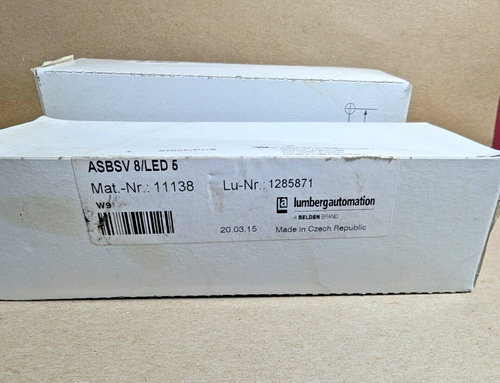 ASBSV 8/LED 5
Mat.-Nr.: 11138
Lu-Nr.: 1285871
W9
lumbergautomation
A BELDEN BRAND
20.03.15
Made in Czech Republic